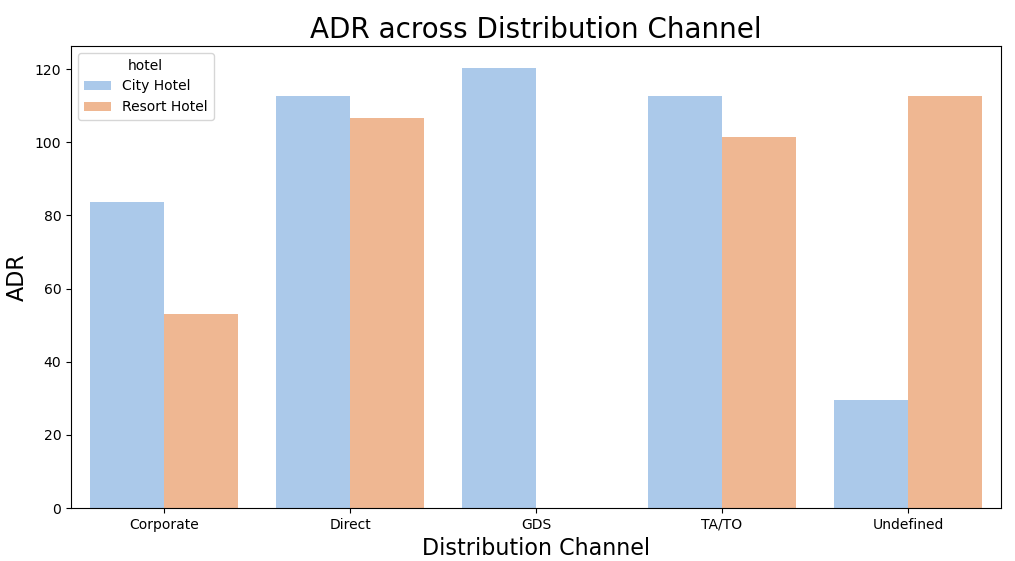 ADR across Distribution Channel
hotel
City Hotel
Resort Hotel
ADR
120
100
80
60
40
20
0
Corporate Direct GDS TA/TO Undefined
Distribution Channel